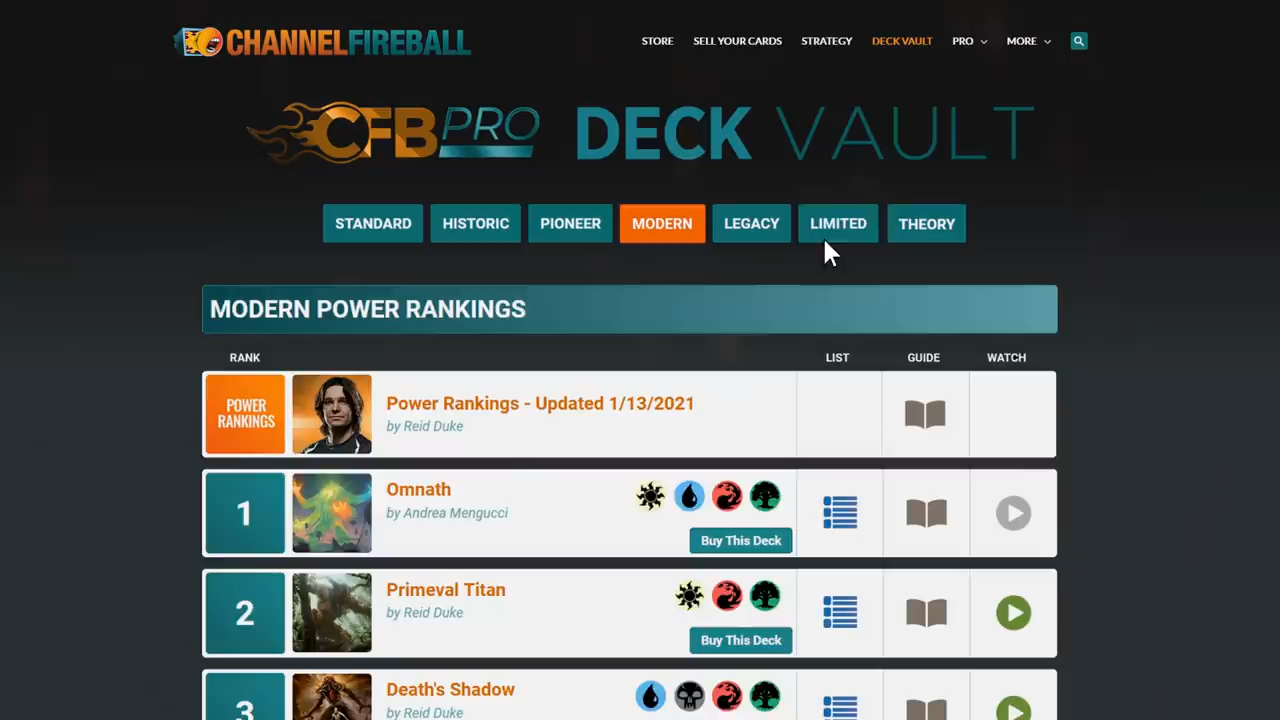 CHANNELFIREBALL
STORE SELL YOUR CARDS STRATEGY DECK VAULT PRO MORE
CFB PRO DECK VAULT
STANDARD HISTORIC PIONEER MODERN LEGACY LIMITED THEORY
MODERN POWER RANKINGS
RANK LIST GUIDE WATCH
POWER
RANKINGS
Power Rankings - Updated 1/13/2021
by Reid Duke
1
Omnath
by Andrea Mengucci
Buy This Deck
2
Primeval Titan
by Reid Duke
Buy This Deck
3
Death's Shadow
by Reid Duke